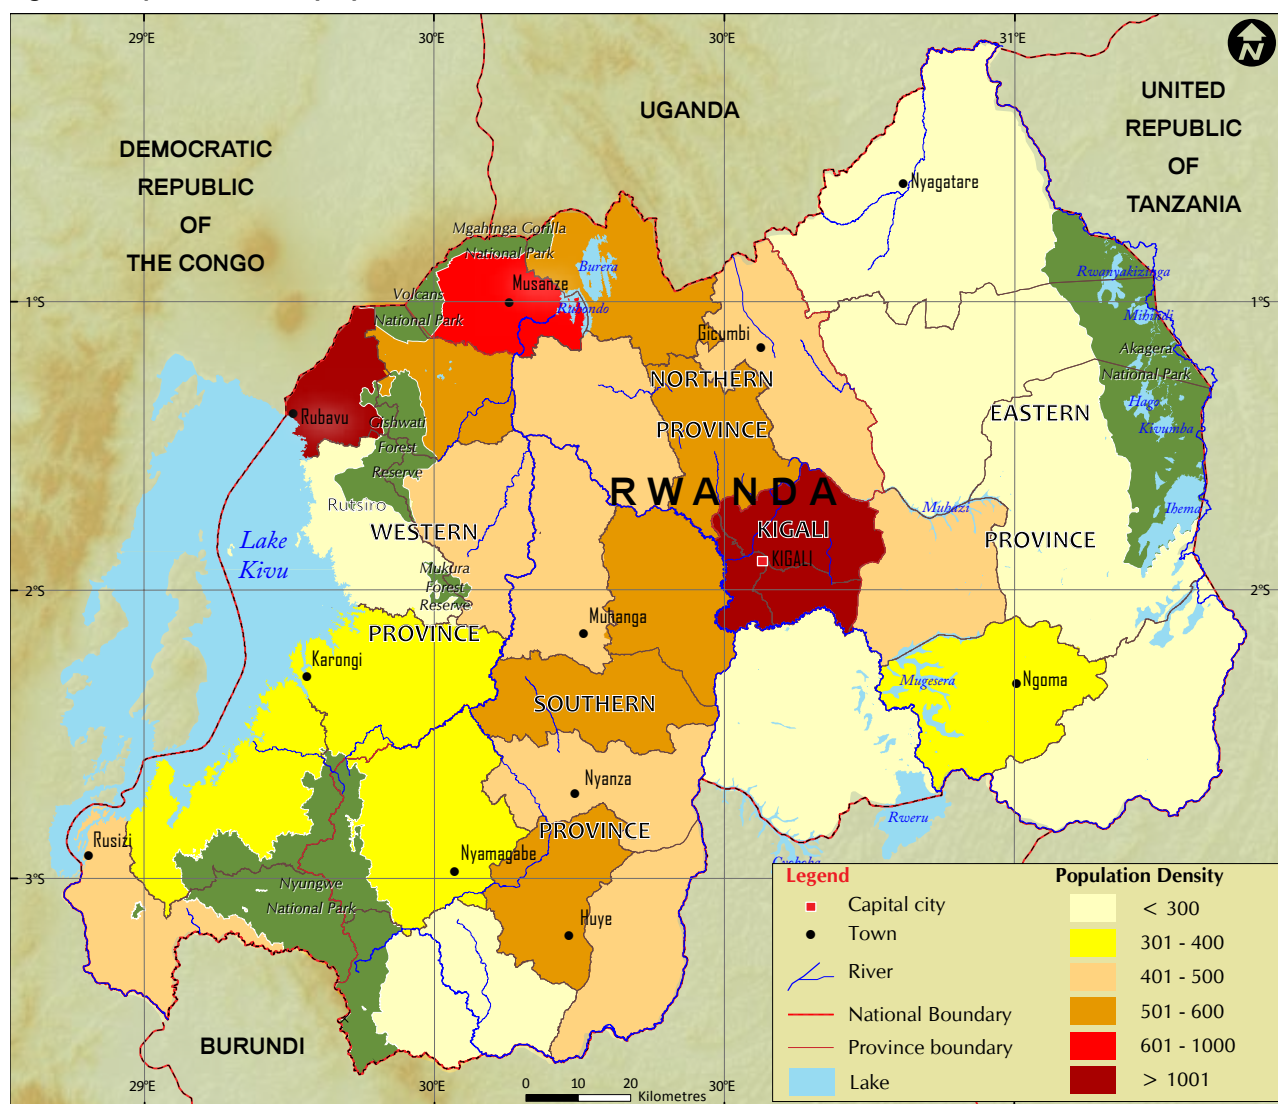 29°E
30°E
30°E
31°E
UNITED
REPUBLIC
OF
TANZANIA
UGANDA
DEMOCRATIC
REPUBLIC
OF
THE CONGO
Nyagatare
Mgahinga Gorilla
National Park
Burera
Musanze
Rwanyakizinga
Volcans
National Park
Ruhondo
1°S
1°S
Mihindi
Gicumbi
Akagera
National Park
NORTHERN
PROVINCE
Hago
Kivumba
EASTERN
PROVINCE
Rubavu
Gishwati
Forest
Reserve
RWANDA
Rutsiro
Muhazi
Ihema
WESTERN
PROVINCE
KIGALI
KIGALI
Lake
Kivu
Mukura
Forest
Reserve
2°S
2°S
Muhanga
Karongi
Mugesera
Ngoma
SOUTHERN
PROVINCE
Nyanza
Rweru
Rusizi
Nyamagabe
3°S
Nyungwe
National Park
Huye
BURUNDI
Legend
Capital city
Town
River
National Boundary
Province boundary
Lake
Population Density
< 300
301 - 400
401 - 500
501 - 600
601 - 1000
> 1001
0 10 20
Kilometres
29°E
30°E
30°E
31°E
N